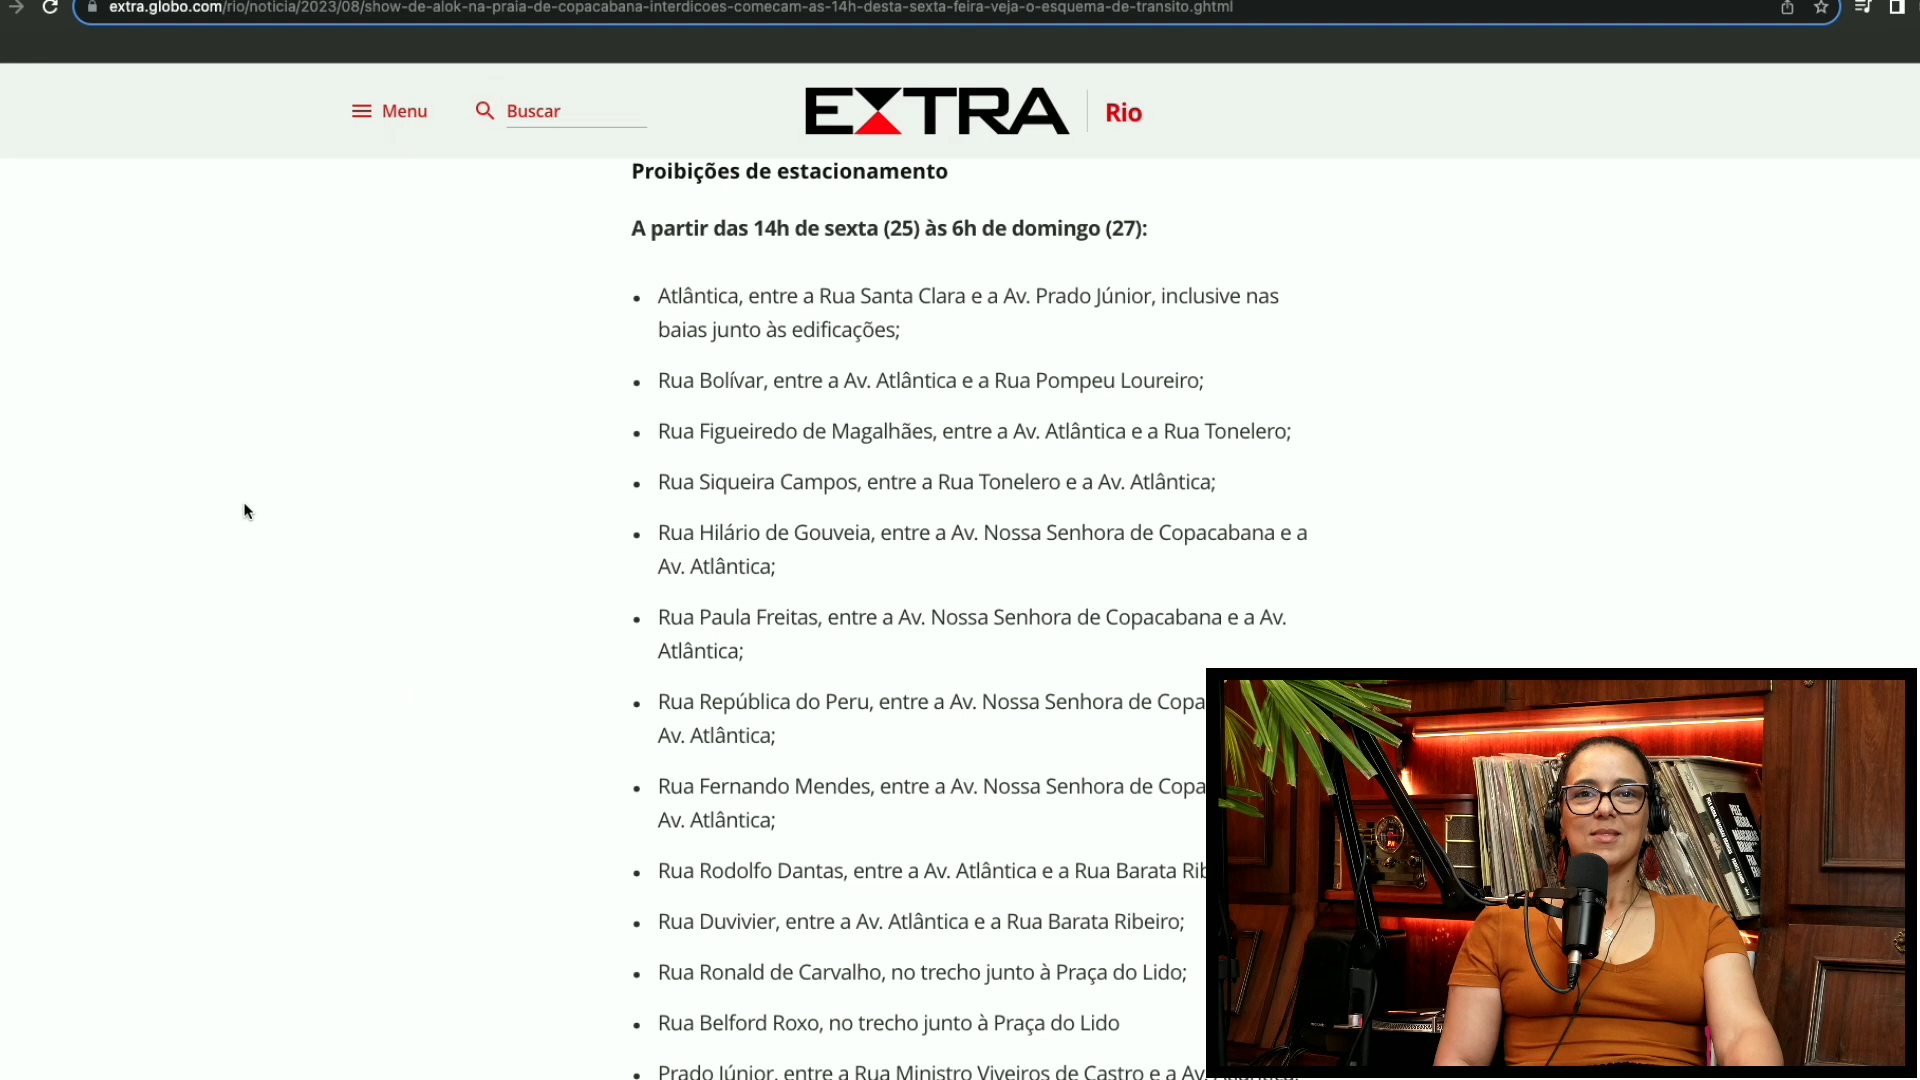 extra.globo.com/rio/noticia/2023/08/show-de-alok-na-praia-de-copacabana-interdicoes-comecam-as-14h-desta-sexta-feira-veja-o-esquema-de-transito.ghtml
Menu
Buscar
EXTRA
Rio
Proibições de estacionamento
A partir das 14h de sexta (25) às 6h de domingo (27):
• Atlântica, entre a Rua Santa Clara e a Av. Prado Júnior, inclusive nas
baias junto às edificações;
• Rua Bolívar, entre a Av. Atlântica e a Rua Pompeu Loureiro;
• Rua Figueiredo de Magalhães, entre a Av. Atlântica e a Rua Tonelero;
• Rua Siqueira Campos, entre a Rua Tonelero e a Av. Atlântica;
• Rua Hilário de Gouveia, entre a Av. Nossa Senhora de Copacabana e a
Av. Atlântica;
• Rua Paula Freitas, entre a Av. Nossa Senhora de Copacabana e a Av.
Atlântica;
• Rua República do Peru, entre a Av. Nossa Senhora de Copa
Av. Atlântica;
• Rua Fernando Mendes, entre a Av. Nossa Senhora de Copa
Av. Atlântica;
• Rua Rodolfo Dantas, entre a Av. Atlântica e a Rua Barata Rib
• Rua Duvivier, entre a Av. Atlântica e a Rua Barata Ribeiro;
• Rua Ronald de Carvalho, no trecho junto à Praça do Lido;
• Rua Belford Roxo, no trecho junto à Praça do Lido
• Prado Júnior, entre a Rua Ministro Viveiros de Castro e a Av. Atlântica.
PELE
NEGRA,
MÁSCARAS
BRANCAS